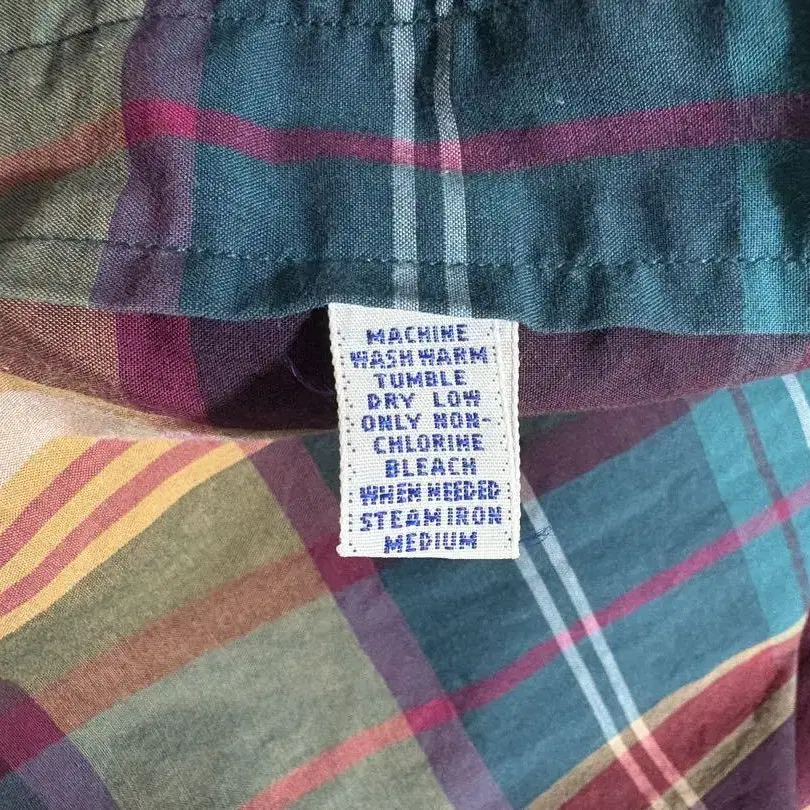 MACHINE
WASH WARM
TUMBLE
DRY LOW
ONLY NON-
CHLORINE
BLEACH
WHEN NEEDED
STEAM IRON
MEDIUM